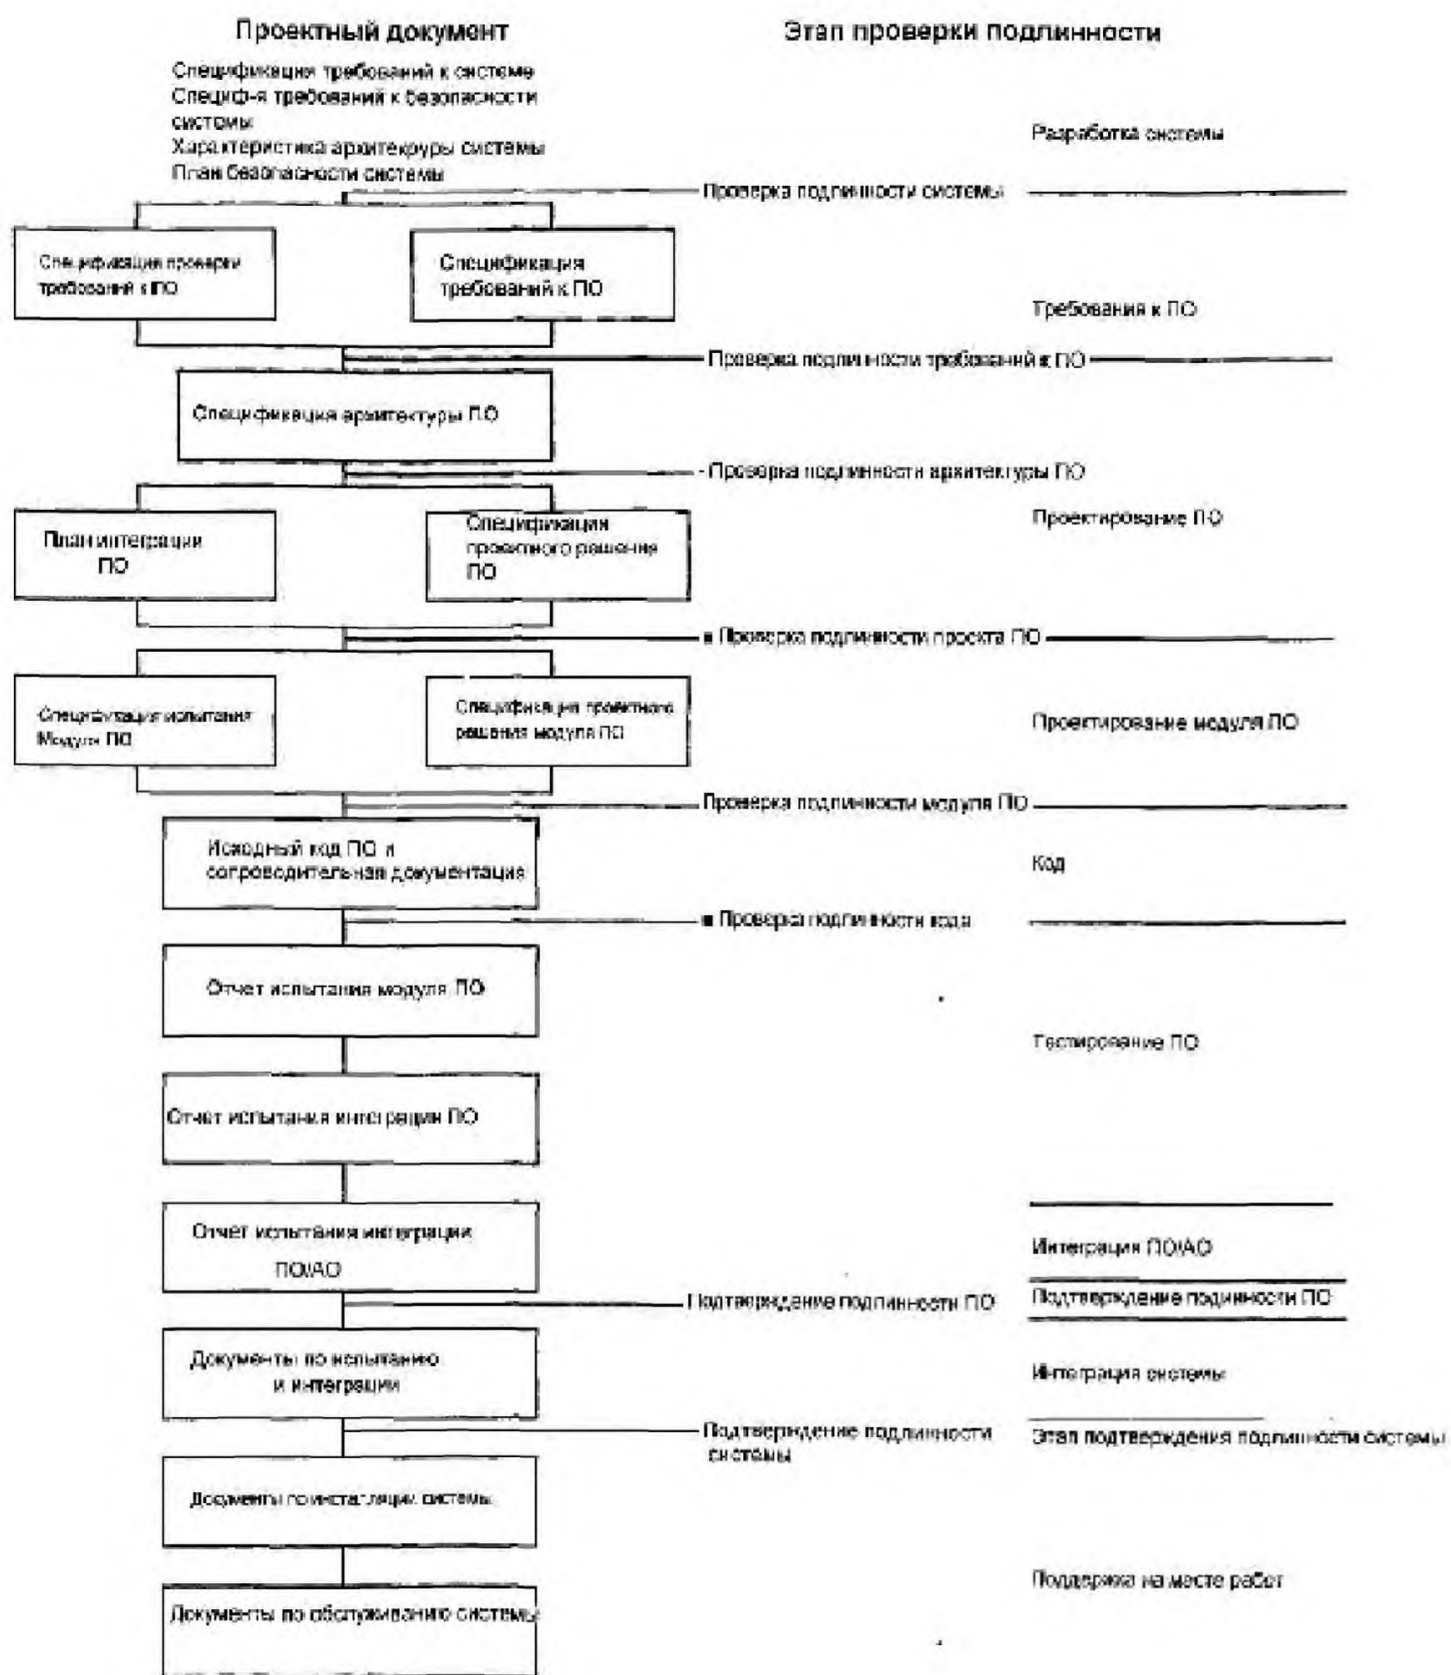 Проектный документ
Этап проверки подлинности
Спецификация требований к системе
Специф-я требований к безопасности
системы
Характеристика архитекруры системы
План безопасности системы
Разработка системы
Проверка подлинности системы
Спецификация проверки
требований к ПО
Спецификация
требований к ПО
Требования к ПО
Проверка подлинности требований к ПО
Спецификация архитектуры ПО
- Проверка подлинности архитектуры ПО
План интеграции
ПО
Спецификация
проектного решения
ПО
Проектирование ПО
Проверка подлинности проекта ПО
Спецификация испытания
Модуля ПО
Спецификация проектного
решения модуля ПО
Проектирование модуля ПО
Проверка подлинности модуля ПО
Исходный код ПО и
сопроводительная документация
Код
Проверка подлинности кода
Отчет испытания модуля ПО
Тестирование ПО
Отчет испытания интеграции ПО
Отчет испытания интеграции
ПО/АО
Интеграция ПО/АО
Подтверждение подлинности ПО
Подтверждение подинности ПО
Документы по испытанию
и интеграции
Интеграция системы
Подтверждение подлинности
системы
Этап подтверждения подлинности системы
Документы по инсталляции системы
Поддержка на месте работ
Документы по обслуживанию системы